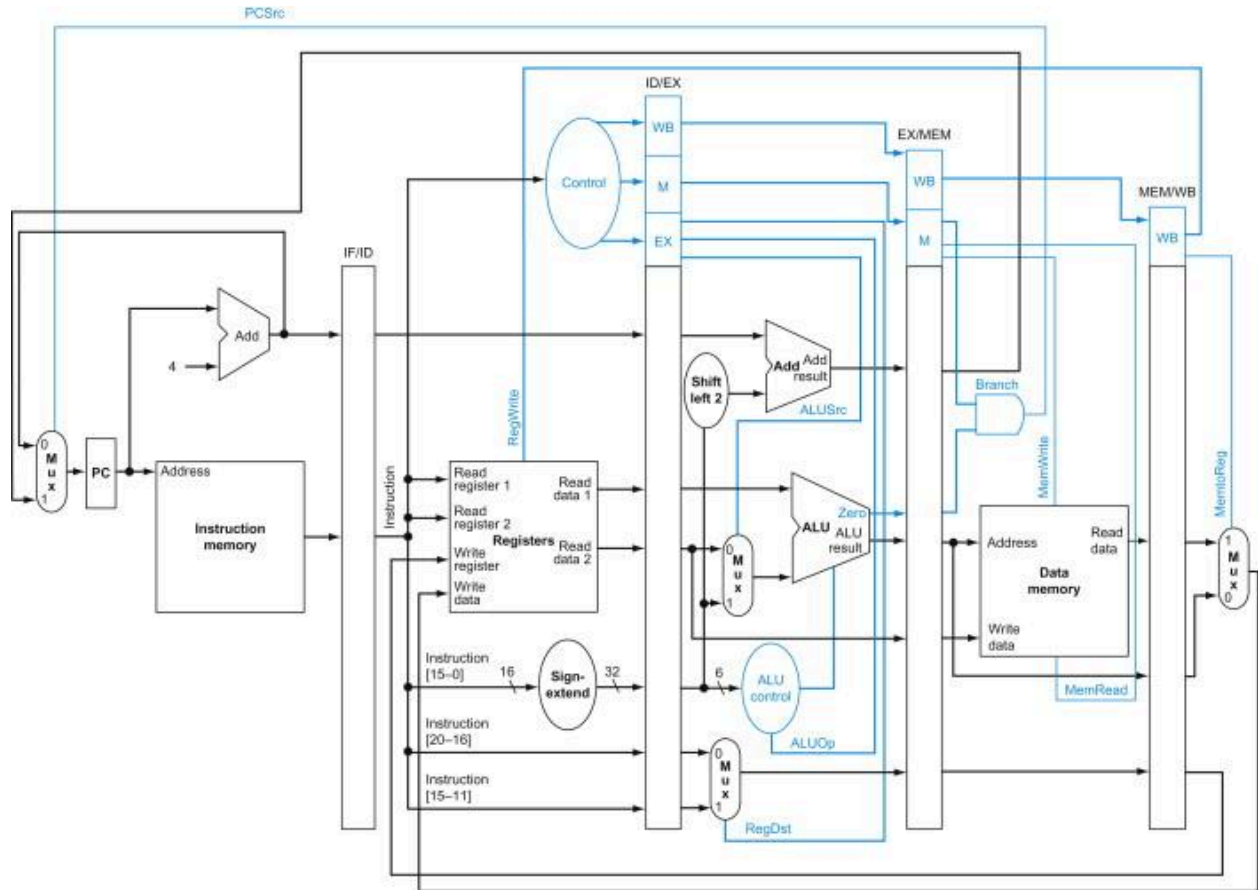 PCSrc
ID/EX
WB
EX/MEM
Control
M
WB
MEM/WB
EX
M
WB
IF/ID
Add
4
Add
Add
result
Shift
left 2
Branch
ALUSrc
RegWrite
MemWrite
MemtoReg
0
Mux
1
PC
Address
Instruction
memory
Instruction
Read
register 1
Read
data 1
Read
register 2
Registers
Write
register
Read
data 2
Write
data
0
Mux
1
Zero
ALU
ALU
result
Address
Read
data
Data
memory
Write
data
1
Mux
0
Instruction
[15–0]
16
Sign-
extend
32
6
ALU
control
MemRead
Instruction
[20–16]
ALUOp
0
Mux
1
Instruction
[15–11]
RegDst